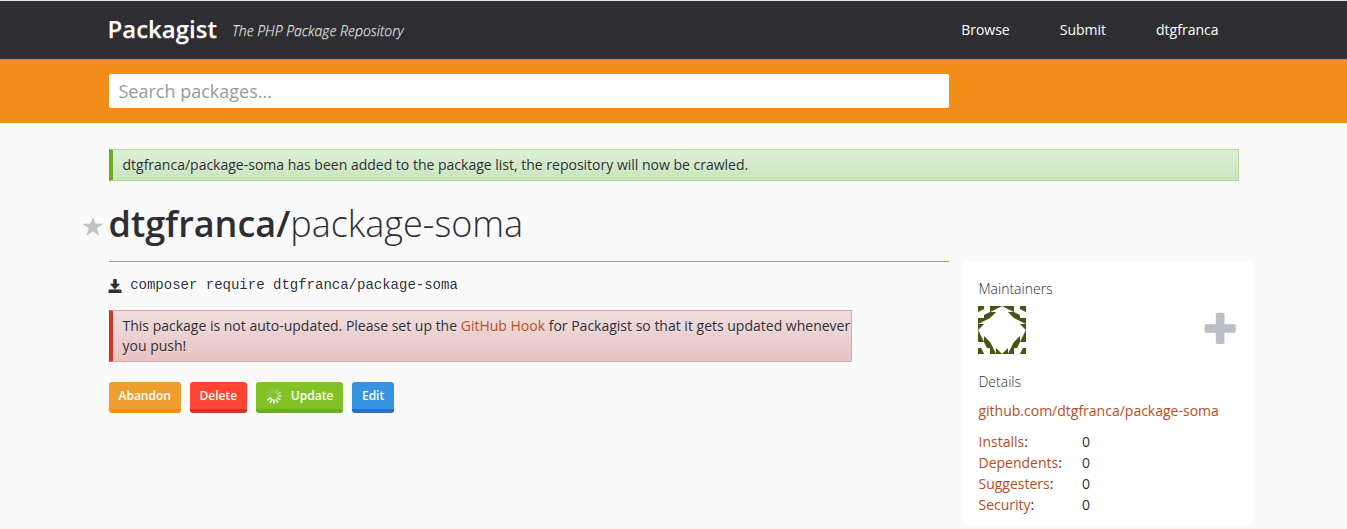 Packagist The PHP Package Repository Browse Submit dtgfranca
Search packages...
dtgfranca/package-soma has been added to the package list, the repository will now be crawled.
dtgfranca/package-soma
composer require dtgfranca/package-soma
This package is not auto-updated. Please set up the GitHub Hook for Packagist so that it gets updated whenever
you push!
Abandon Delete Update Edit
Maintainers
Details
github.com/dtgfranca/package-soma
Installs: 0
Dependents: 0
Suggesters: 0
Security: 0